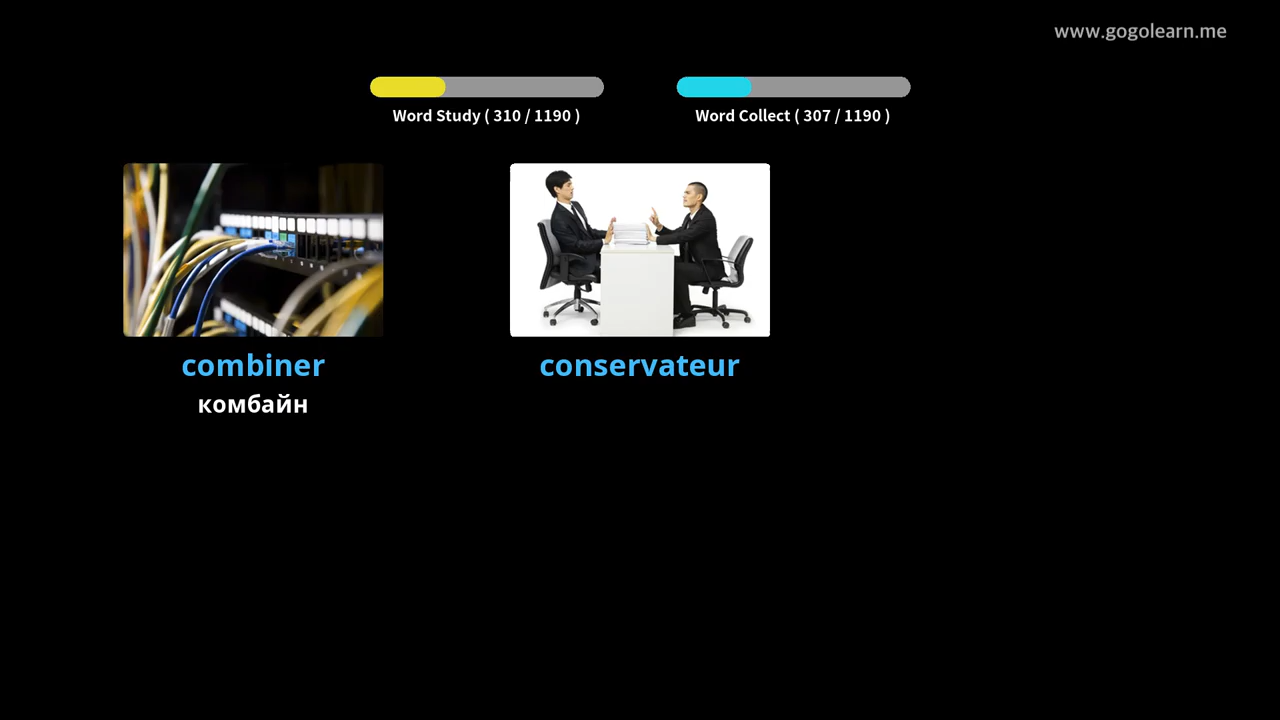 www.gogolearn.me
Word Study ( 310 / 1190 )
Word Collect ( 307 / 1190 )
combiner
conservateur
комбайн